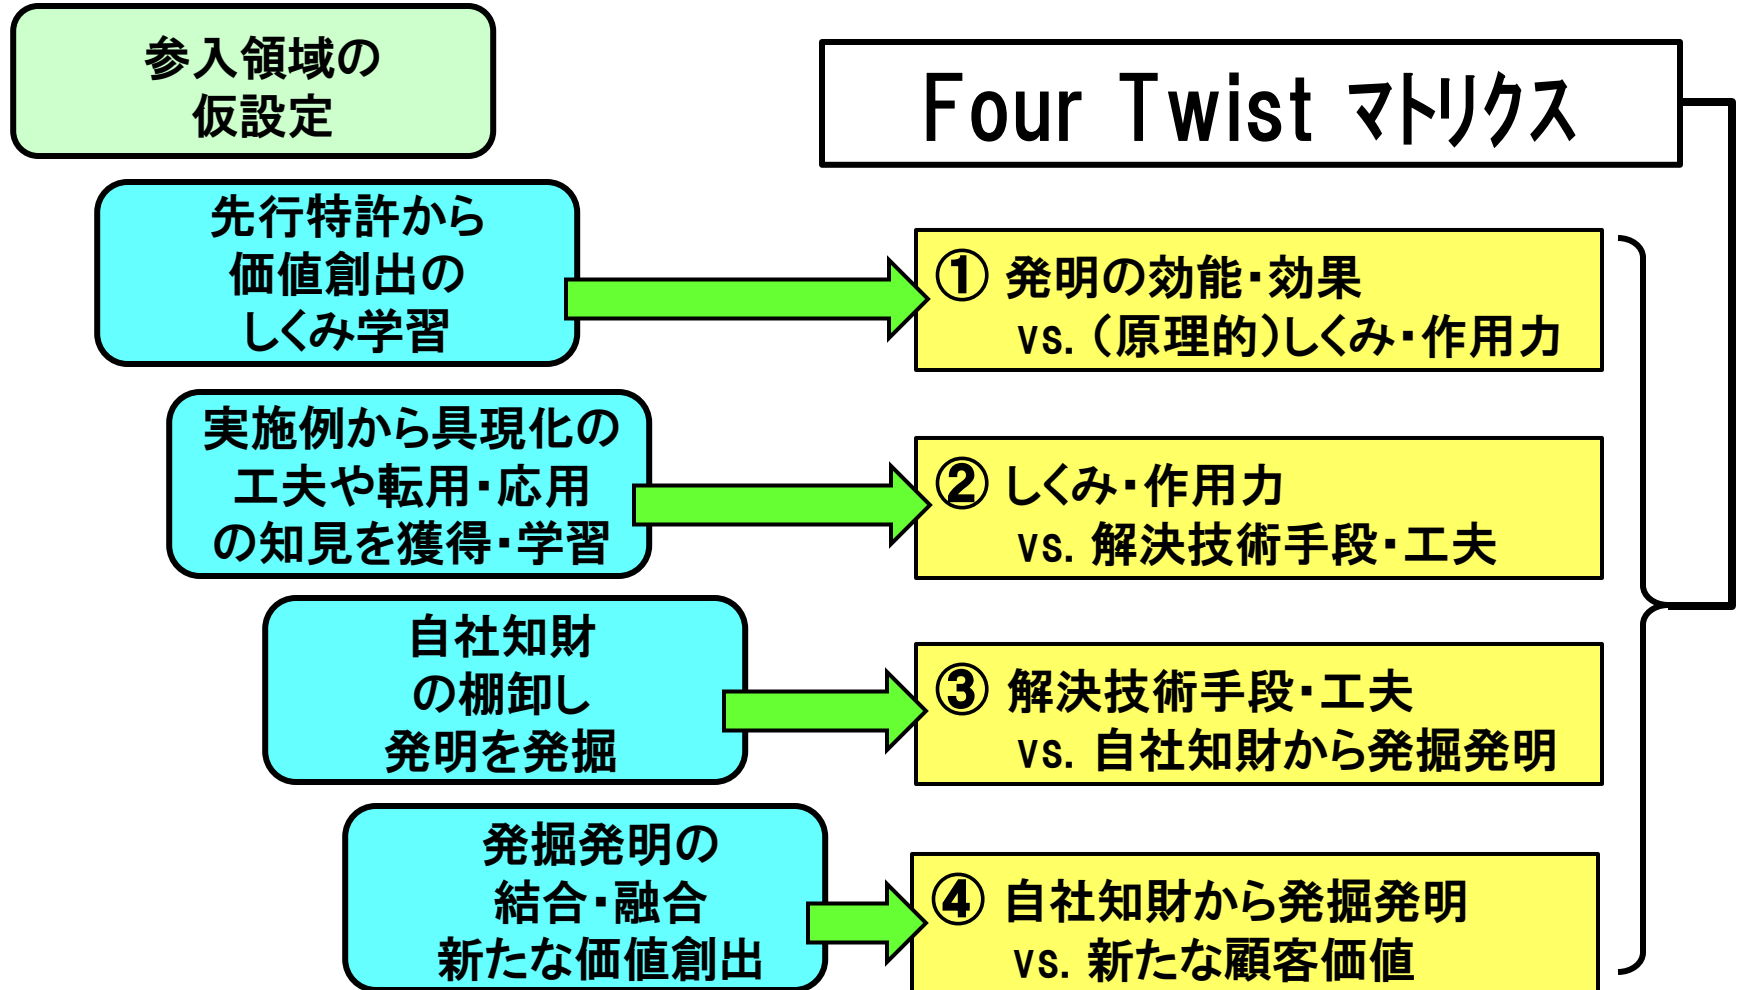 参入領域の
仮設定
Four Twist マトリクス
先行特許から
価値創出の
しくみ学習
① 発明の効能・効果
vs.（原理的）しくみ・作用力
実施例から具現化の
工夫や転用・応用
の知見を獲得・学習
② しくみ・作用力
vs. 解決技術手段・工夫
自社知財
の棚卸し
発明を発掘
③ 解決技術手段・工夫
vs. 自社知財から発掘発明
発掘発明の
結合・融合
新たな価値創出
④ 自社知財から発掘発明
vs. 新たな顧客価値